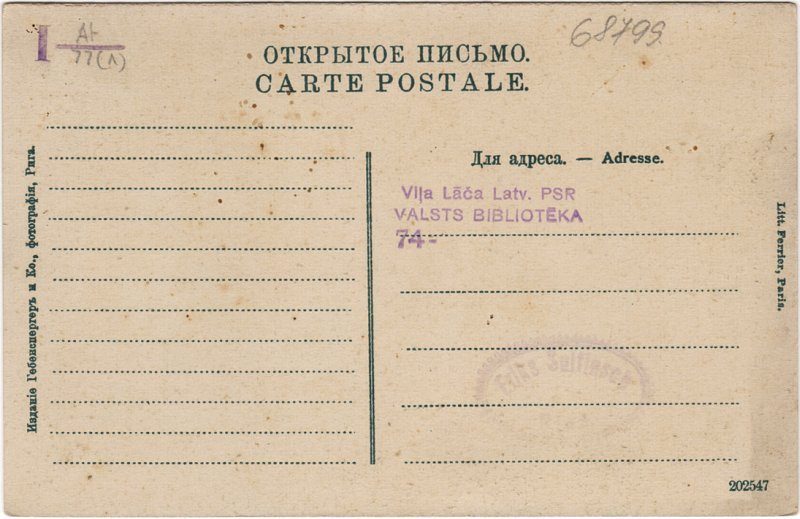 I
At
77(Λ)
68799
ОТКРЫТОЕ ПИСЬМО.
CARTE POSTALE.
Для адреса. — Adresse.
Viļa Lāča Latv. PSR
VALSTS BIBLIOTĒKA
74-
Изданіе Гебенспергеръ и Ко., фотографія, Рига.
Litt. Ferrier, Paris.
202547